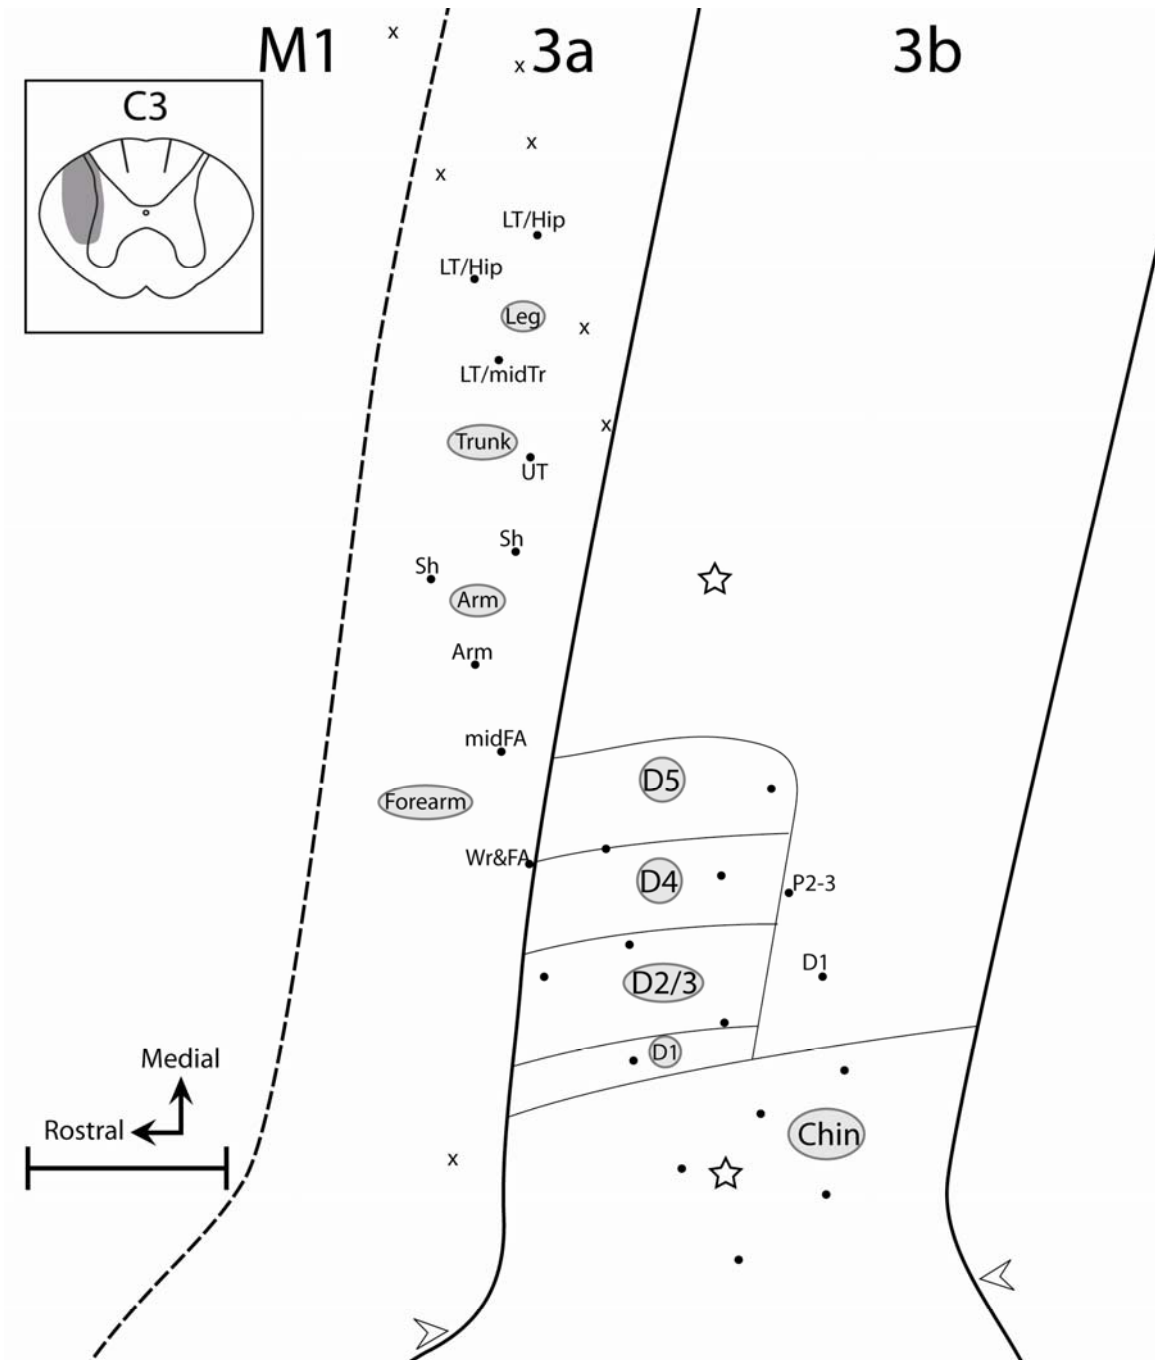 M1
3a
3b
x
x
C3
x
x
LT/Hip
LT/Hip
Leg
x
LT/midTr
x
Trunk
UT
Sh
Sh
Arm
Arm
midFA
D5
Forearm
Wr&FA
D4
P2-3
D1
D2/3
D1
Medial
Rostral
Chin
x